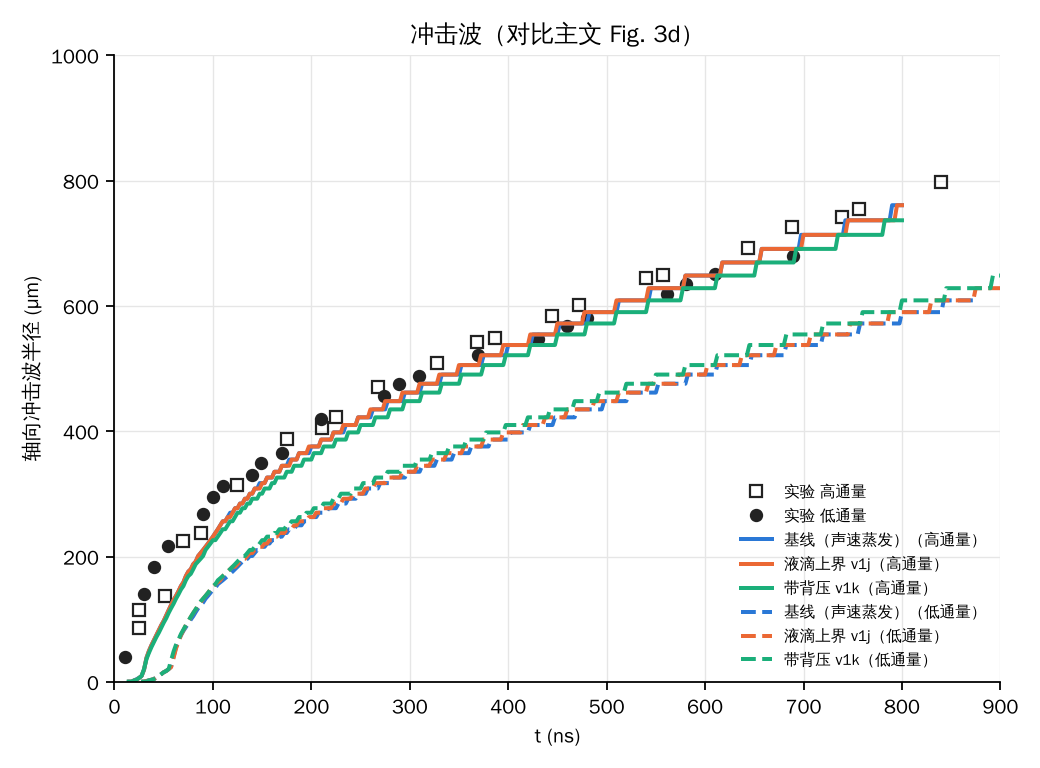 冲击波（对比主文 Fig. 3d）
1000
800
600
400
200
0
轴向冲击波半径 (μm)
0 100 200 300 400 500 600 700 800 900
t (ns)
实验 高通量
实验 低通量
基线（声速蒸发）（高通量）
液滴上界 v1j（高通量）
带背压 v1k（高通量）
基线（声速蒸发）（低通量）
液滴上界 v1j（低通量）
带背压 v1k（低通量）